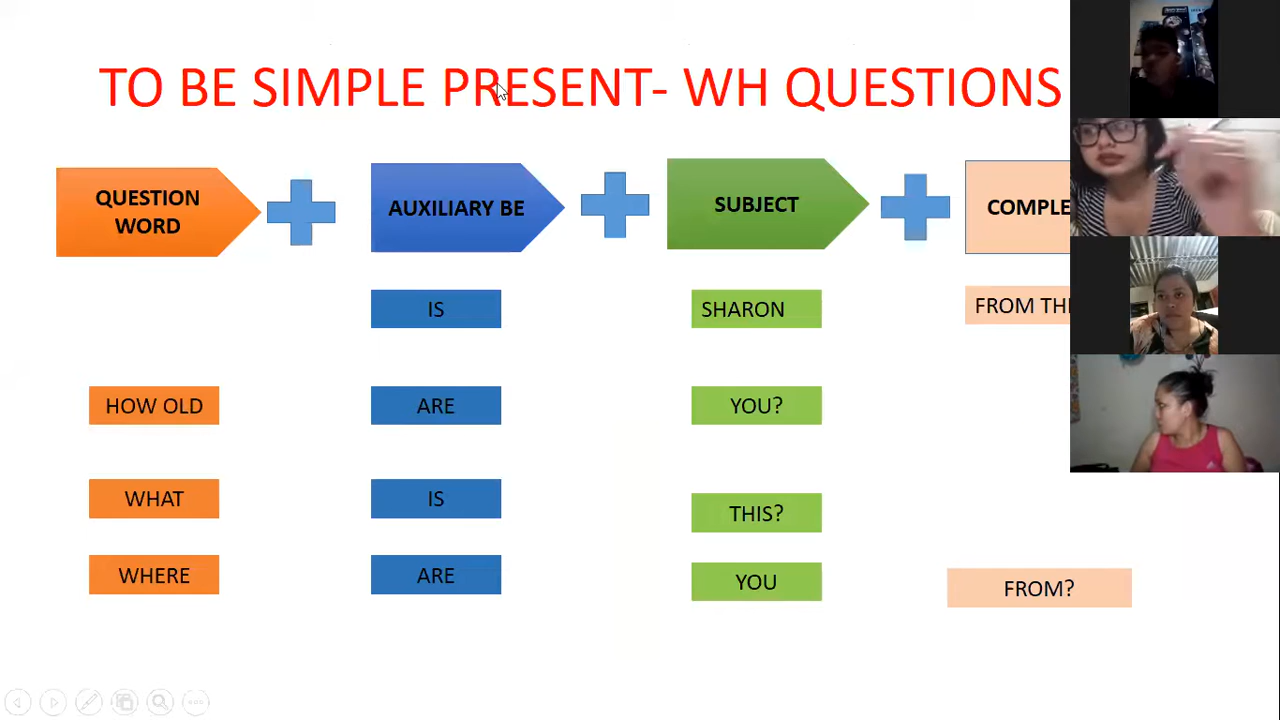 TO BE SIMPLE PRESENT- WH QUESTIONS
QUESTION
WORD
AUXILIARY BE
SUBJECT
COMPLE
IS
SHARON
FROM
HOW OLD
ARE
YOU?
WHAT
IS
THIS?
WHERE
ARE
YOU
FROM?